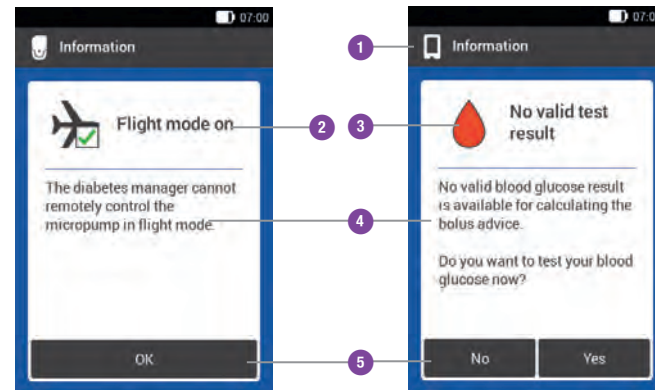 07:00
Information
Flight mode on
The diabetes manager cannot
remotely control the
micropump in flight mode.
OK
1
2
3
4
5
07:0
Information
No valid test
result
No valid blood glucose result
is available for calculating the
bolus advice.
Do you want to test your blood
glucose now?
No
Yes